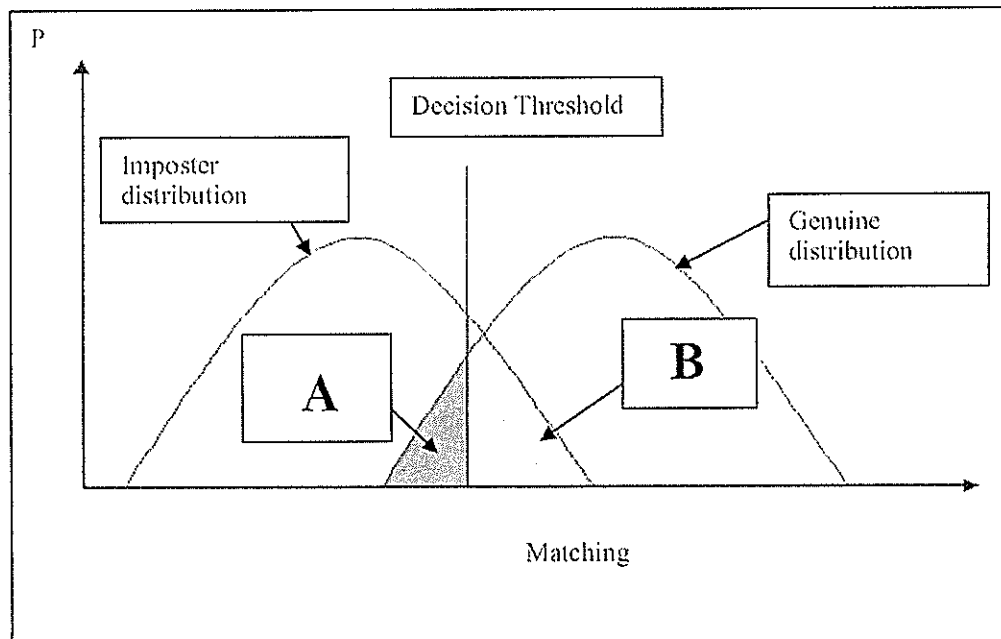 P
Decision Threshold
Imposter
distribution
Genuine
distribution
A
B
Matching